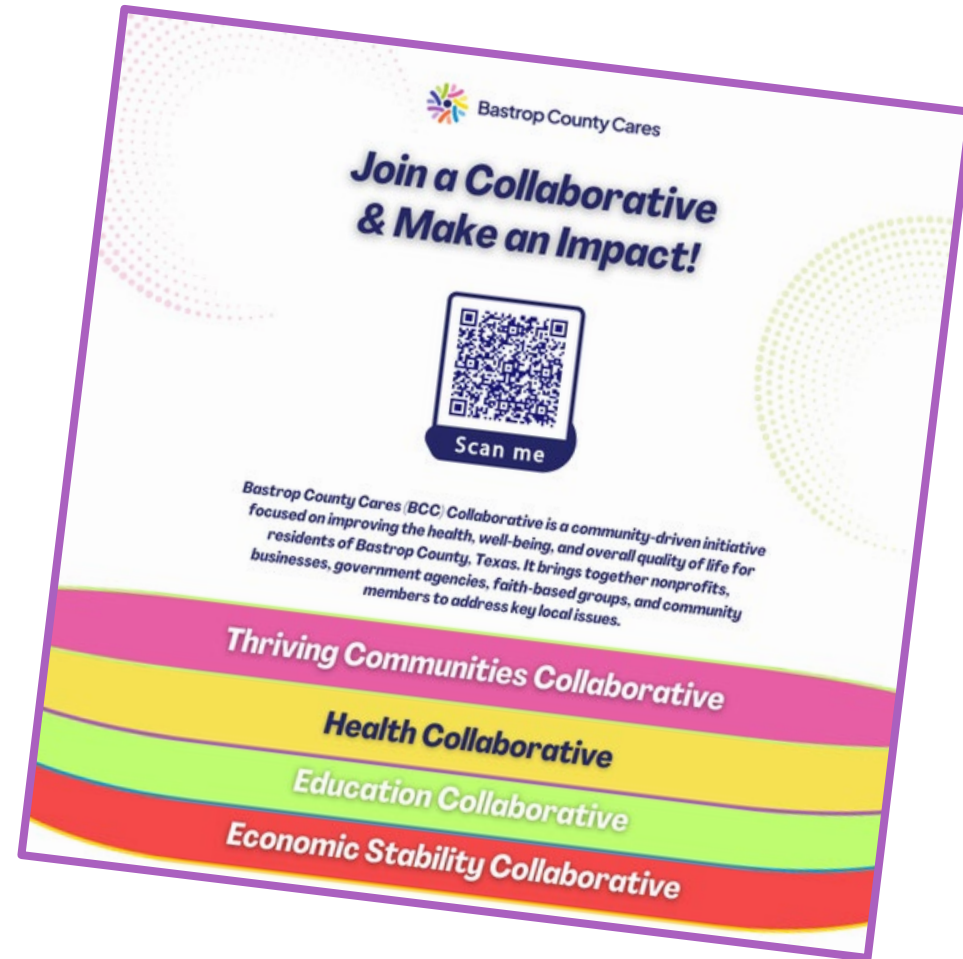 Bastrop County Cares
Join a Collaborative
& Make an Impact!
Scan me
Bastrop County Cares (BCC) Collaborative is a community-driven initiative
focused on improving the health, well-being, and overall quality of life for
residents of Bastrop County, Texas. It brings together nonprofits,
businesses, government agencies, faith-based groups, and community
members to address key local issues.
Thriving Communities Collaborative
Health Collaborative
Education Collaborative
Economic Stability Collaborative